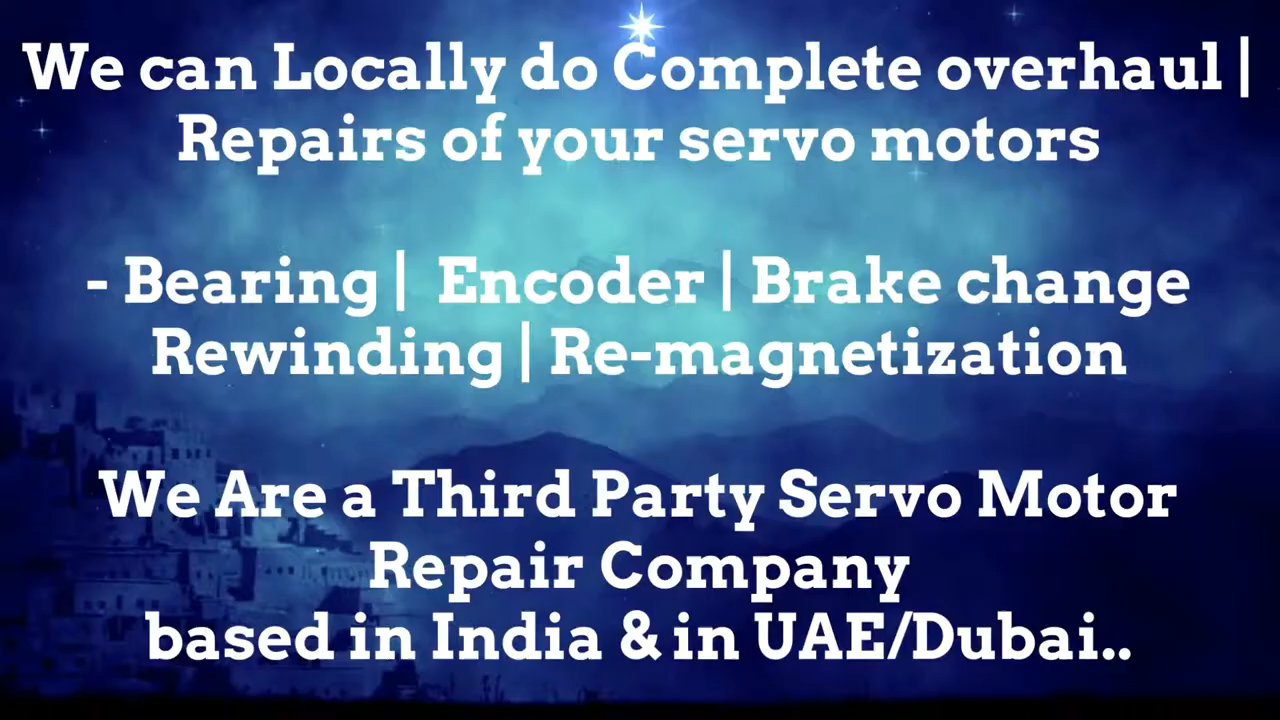 We can Locally do Complete overhaul |
Repairs of your servo motors
- Bearing | Encoder | Brake change
Rewinding | Re-magnetization
We Are a Third Party Servo Motor
Repair Company
based in India & in UAE/Dubai..